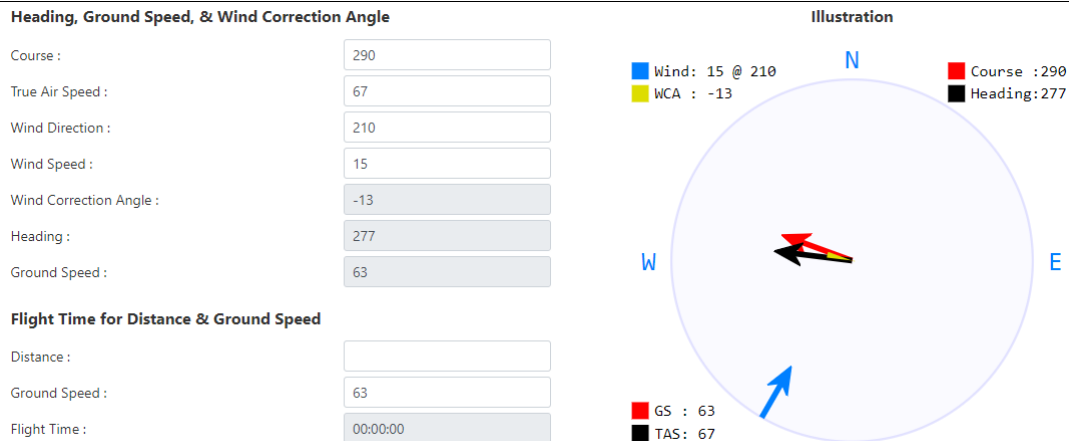 Heading, Ground Speed, & Wind Correction Angle
Course :
290
True Air Speed :
67
Wind Direction :
210
Wind Speed :
15
Wind Correction Angle :
-13
Heading :
277
Ground Speed :
63
Flight Time for Distance & Ground Speed
Distance :
Ground Speed :
63
Flight Time :
00:00:00
Illustration
Wind: 15 @ 210
WCA : -13
N
Course :290
Heading:277
W
E
GS : 63
TAS: 67